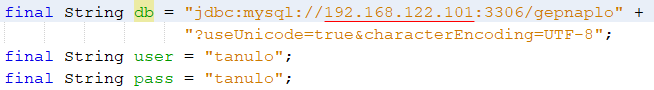 final String db = "jdbc:mysql://192.168.122.101:3306/gepnaplo" +
"?useUnicode=true&characterEncoding=UTF-8";
final String user = "tanulo";
final String pass = "tanulo";